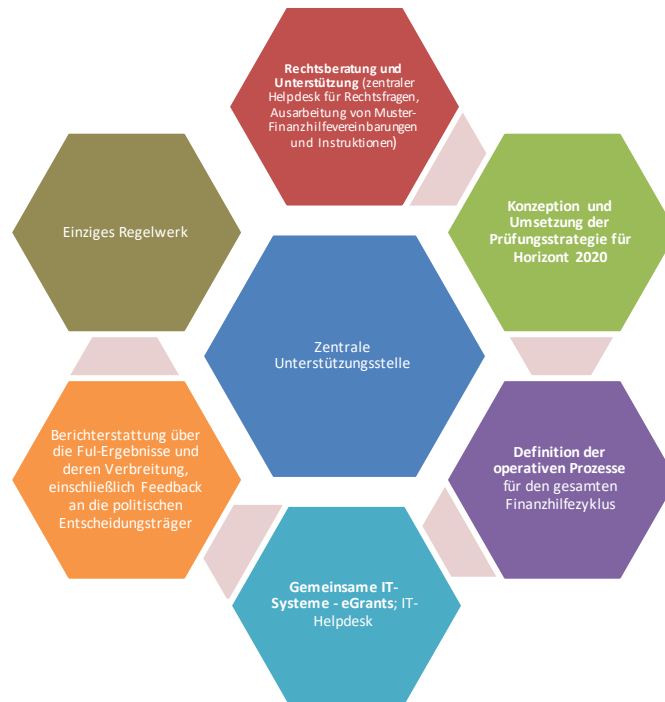 Rechtsberatung und
Unterstützung (zentraler
Helpdesk für Rechtsfragen,
Ausarbeitung von Muster-
Finanzhilfevereinbarungen
und Instruktionen)
Konzeption und
Umsetzung der
Prüfungsstrategie für
Horizont 2020
Definition der
operativen Prozesse
für den gesamten
Finanzhilfezyklus
Gemeinsame IT-
Systeme - eGrants; IT-
Helpdesk
Berichterstattung über
die FuI-Ergebnisse und
deren Verbreitung,
einschließlich Feedback
an die politischen
Entscheidungsträger
Einziges Regelwerk
Zentrale
Unterstützungsstelle